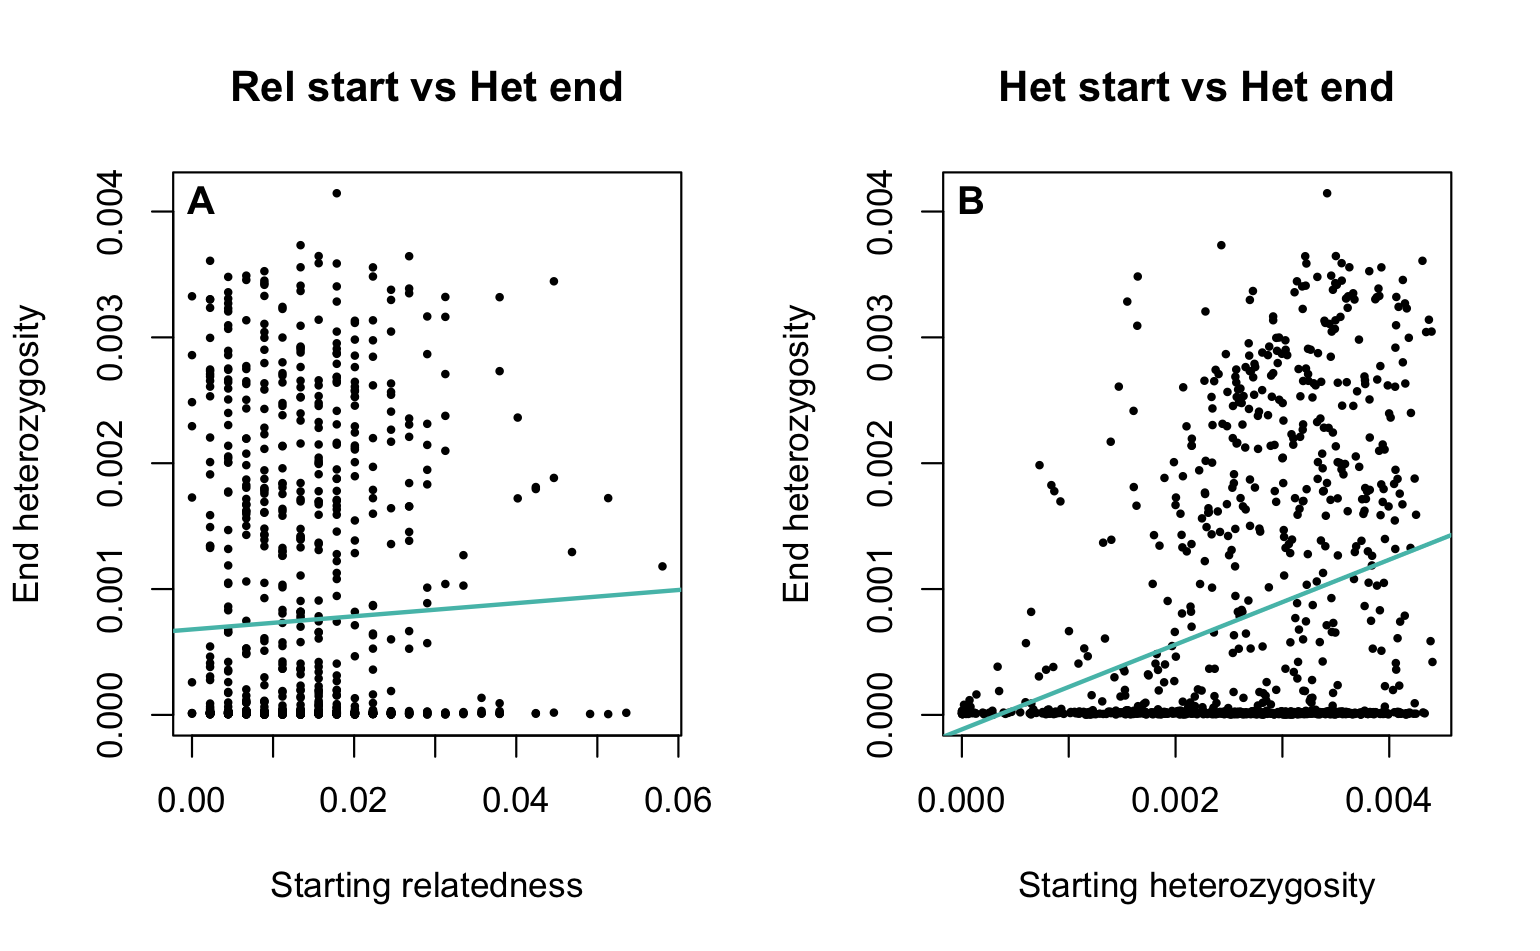 Rel start vs Het end
A
End heterozygosity
0.004
0.003
0.002
0.001
0.000
0.00 0.02 0.04 0.06
Starting relatedness
Het start vs Het end
B
End heterozygosity
0.004
0.003
0.002
0.001
0.000
0.000 0.002 0.004
Starting heterozygosity